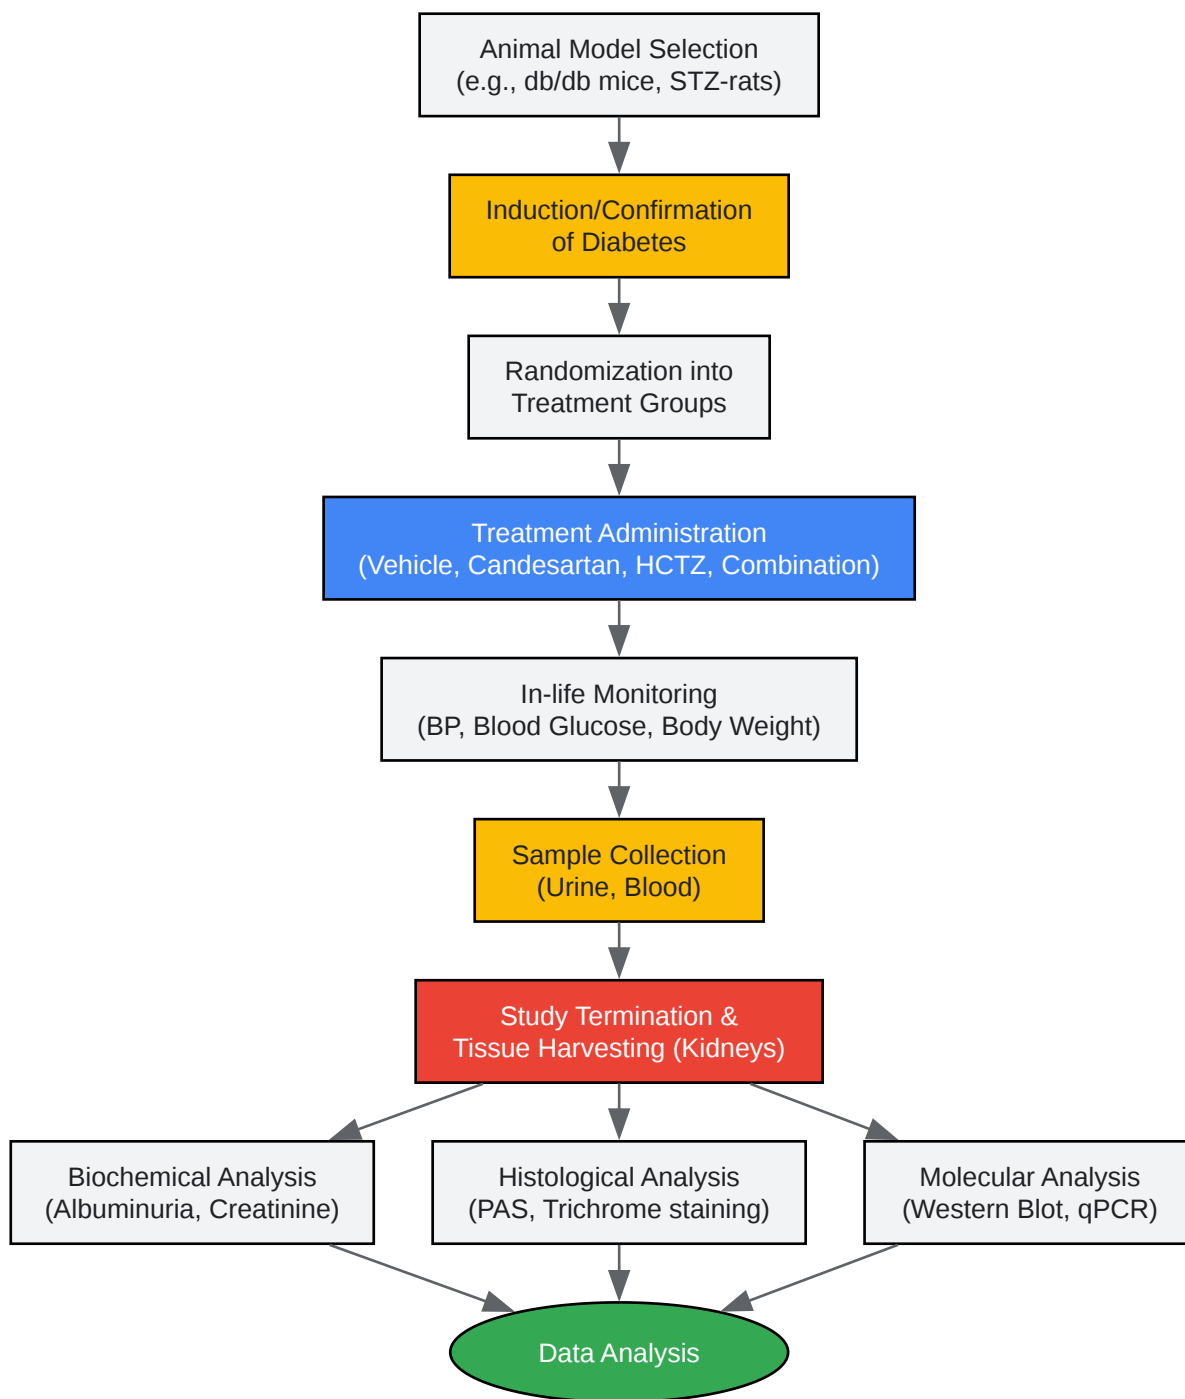 Animal Model Selection
(e.g., db/db mice, STZ-rats)
Induction/Confirmation
of Diabetes
Randomization into
Treatment Groups
Treatment Administration
(Vehicle, Candesartan, HCTZ, Combination)
In-life Monitoring
(BP, Blood Glucose, Body Weight)
Sample Collection
(Urine, Blood)
Study Termination &
Tissue Harvesting (Kidneys)
Biochemical Analysis
(Albuminuria, Creatinine)
Histological Analysis
(PAS, Trichrome staining)
Molecular Analysis
(Western Blot, qPCR)
Data Analysis